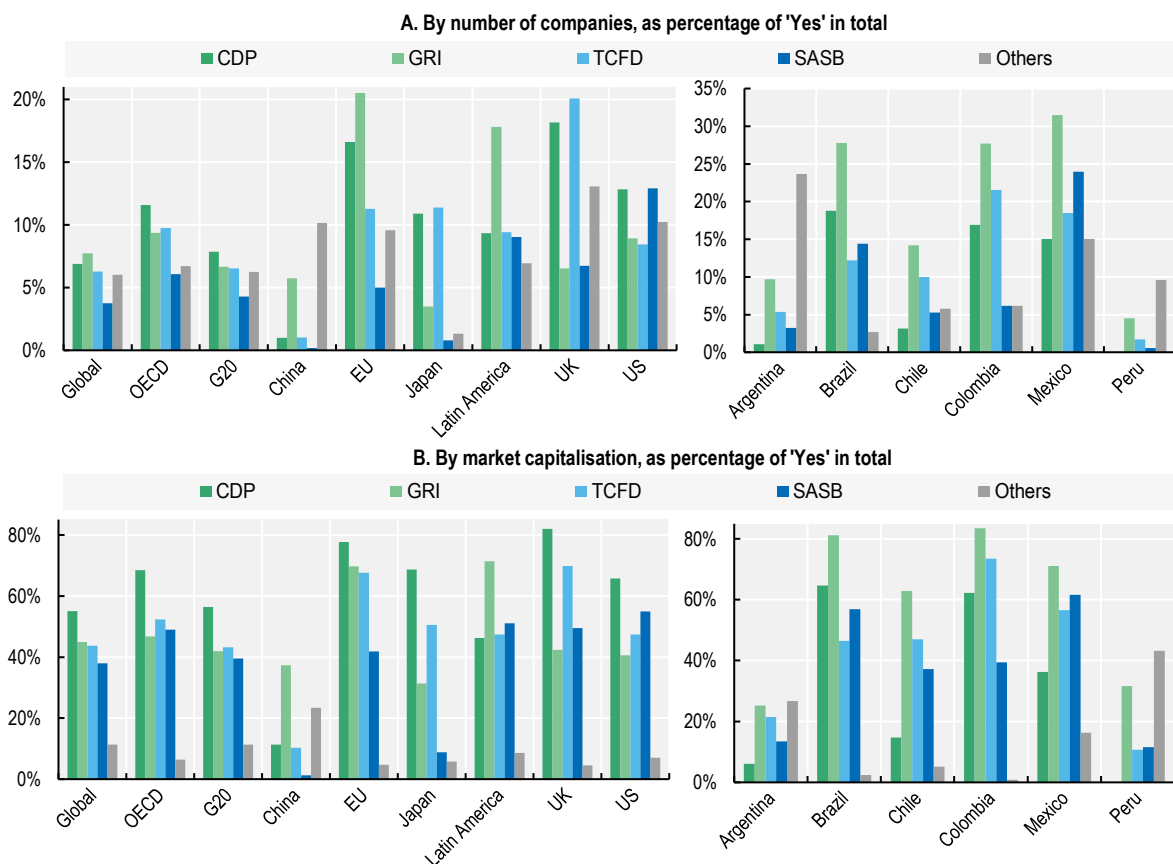 A. By number of companies, as percentage of 'Yes' in total
CDP GRI TCFD SASB Others
20%
15%
10%
5%
0%
Global OECD G20 China EU Japan Latin America UK US
35%
30%
25%
20%
15%
10%
5%
0%
Argentina Brazil Chile Colombia Mexico Peru
B. By market capitalisation, as percentage of 'Yes' in total
CDP GRI TCFD SASB Others
80%
60%
40%
20%
0%
Global OECD G20 China EU Japan Latin America UK US
80%
60%
40%
20%
0%
Argentina Brazil Chile Colombia Mexico Peru